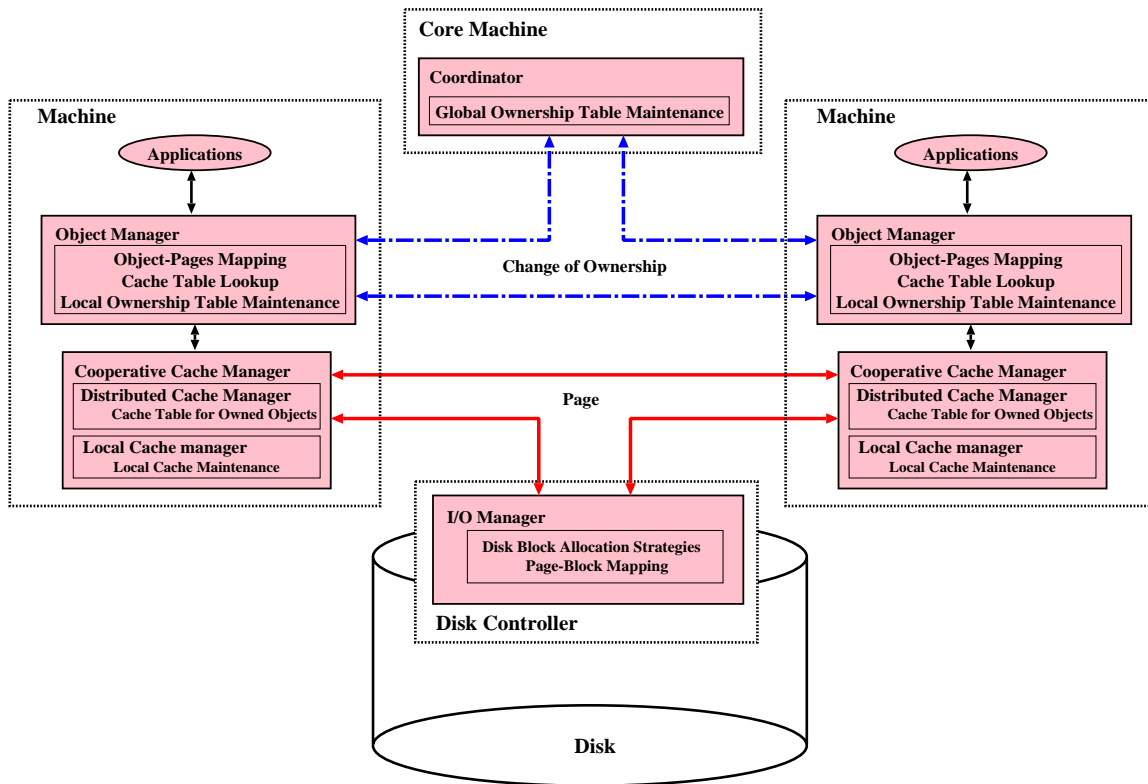 Core Machine
Coordinator
Global Ownership Table Maintenance
Machine
Applications
Object Manager
Object-Pages Mapping
Cache Table Lookup
Local Ownership Table Maintenance
Cooperative Cache Manager
Distributed Cache Manager
Cache Table for Owned Objects
Local Cache manager
Local Cache Maintenance
Change of Ownership
Page
Machine
Applications
Object Manager
Object-Pages Mapping
Cache Table Lookup
Local Ownership Table Maintenance
Cooperative Cache Manager
Distributed Cache Manager
Cache Table for Owned Objects
Local Cache manager
Local Cache Maintenance
I/O Manager
Disk Block Allocation Strategies
Page-Block Mapping
Disk Controller
Disk